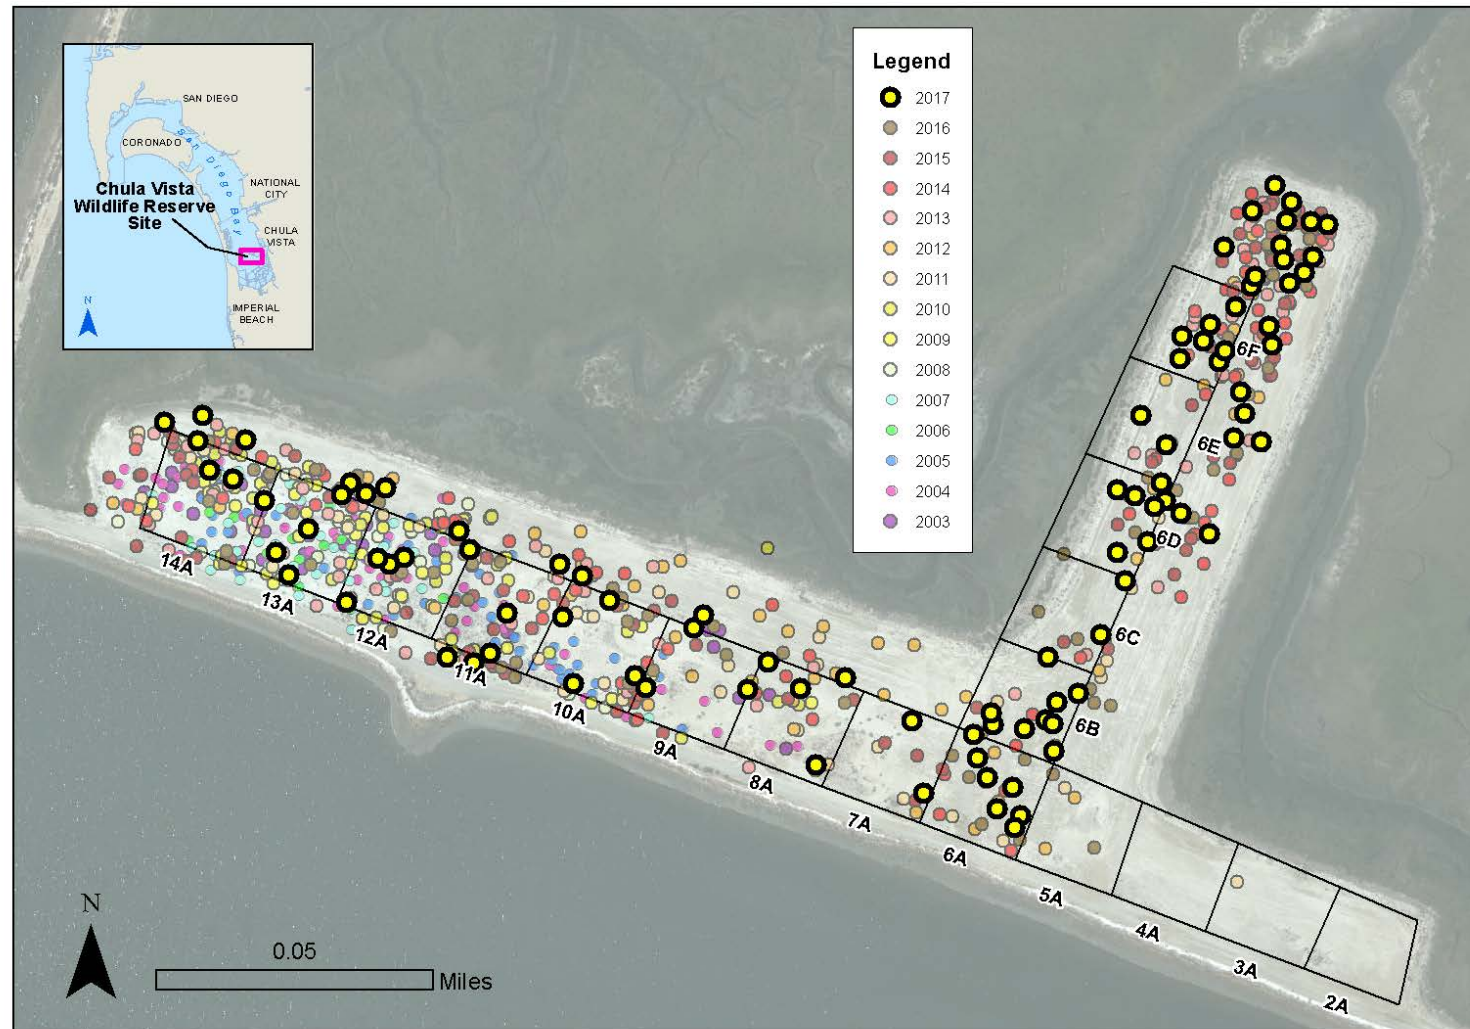 SAN DIEGO
CORONADO
San Diego Bay
NATIONAL
CITY
Chula Vista
Wildlife Reserve
Site
CHULA
VISTA
IMPERIAL
BEACH
N
Legend
2017
2016
2015
2014
2013
2012
2011
2010
2009
2008
2007
2006
2005
2004
2003
6F
6E
6D
6C
6B
14A
13A
12A
11A
10A
9A
8A
7A
6A
5A
4A
3A
2A
N
0.05
Miles